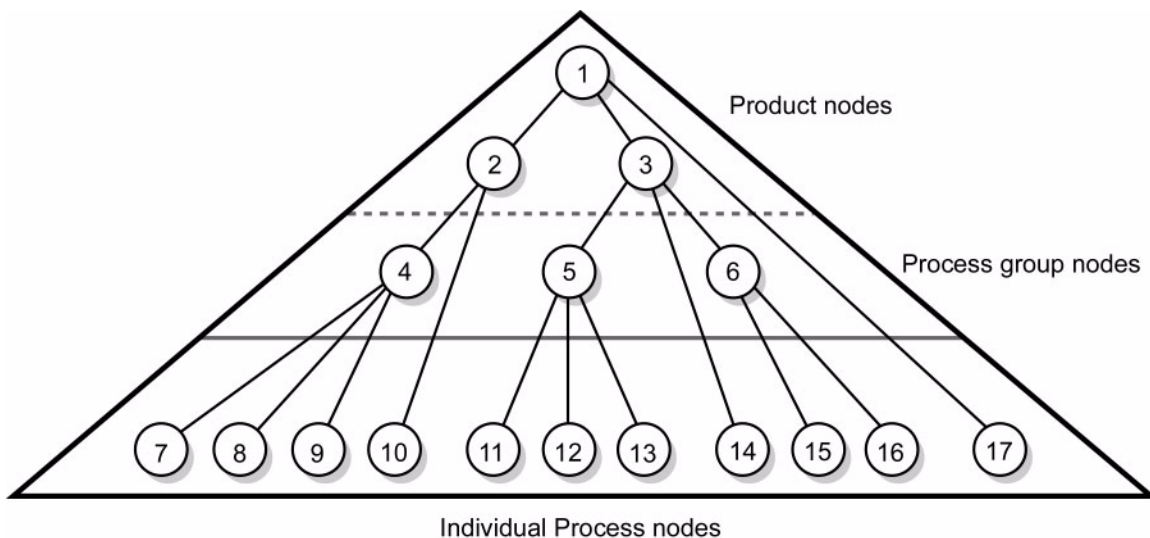 1
Product nodes
2 3
Process group nodes
4 5 6
7 8 9 10 11 12 13 14 15 16 17
Individual Process nodes